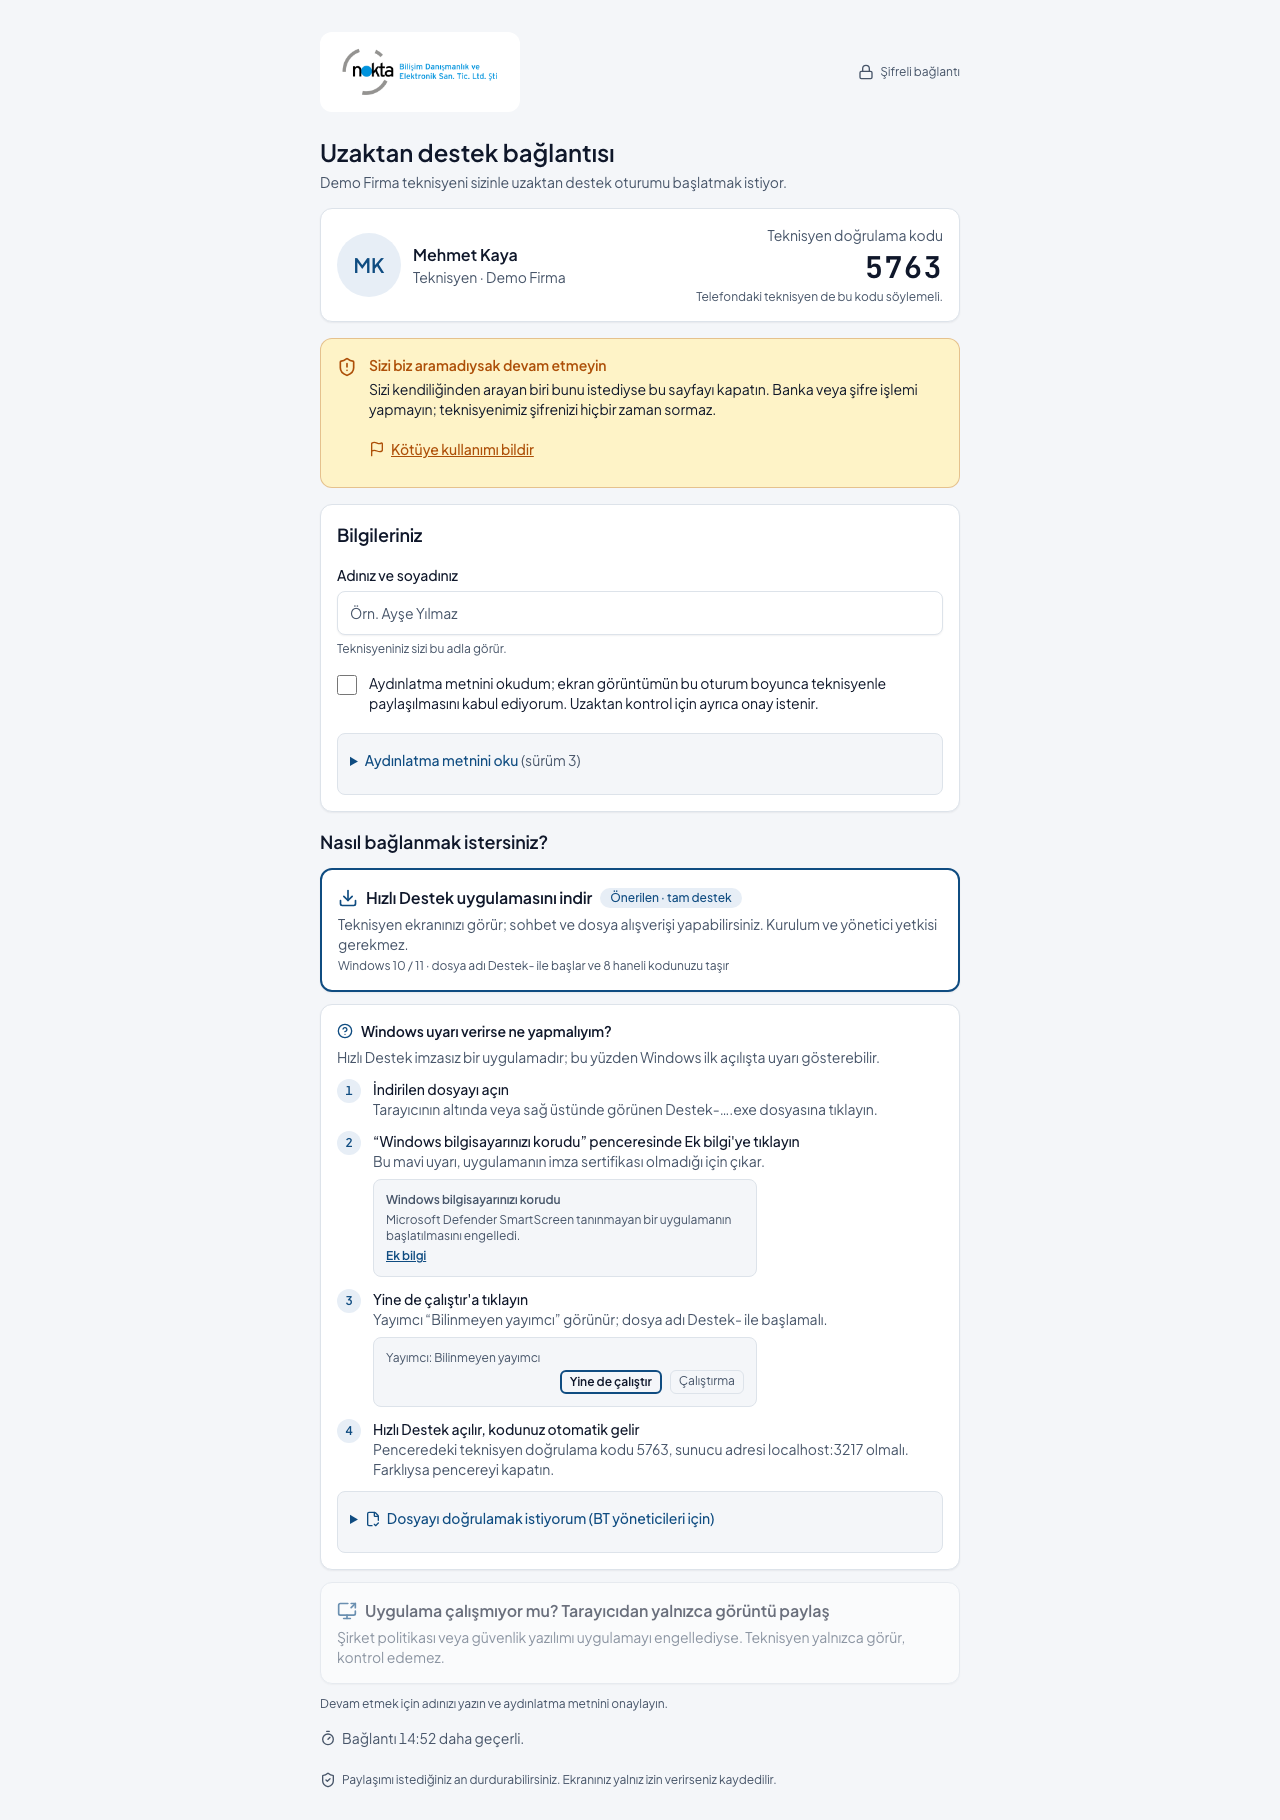 nokta Bilişim Danışmanlık ve
Elektronik San. Tic. Ltd. Şti
Şifreli bağlantı
Uzaktan destek bağlantısı
Demo Firma teknisyeni sizinle uzaktan destek oturumu başlatmak istiyor.
MK
Mehmet Kaya
Teknisyen · Demo Firma
Teknisyen doğrulama kodu
5763
Telefondaki teknisyen de bu kodu söylemeli.
Sizi biz aramadıysak devam etmeyin
Sizi kendiliğinden arayan biri bunu istediyse bu sayfayı kapatın. Banka veya şifre işlemi
yapmayın; teknisyenimiz şifrenizi hiçbir zaman sormaz.
Kötüye kullanımı bildir
Bilgileriniz
Adınız ve soyadınız
Örn. Ayşe Yılmaz
Teknisyeniniz sizi bu adla görür.
Aydınlatma metnini okudum; ekran görüntümün bu oturum boyunca teknisyenle
paylaşılmasını kabul ediyorum. Uzaktan kontrol için ayrıca onay istenir.
Aydınlatma metnini oku (sürüm 3)
Nasıl bağlanmak istersiniz?
Hızlı Destek uygulamasını indir Önerilen · tam destek
Teknisyen ekranınızı görür; sohbet ve dosya alışverişi yapabilirsiniz. Kurulum ve yönetici yetkisi
gerekmez.
Windows 10 / 11 · dosya adı Destek- ile başlar ve 8 haneli kodunuzu taşır
Windows uyarı verirse ne yapmalıyım?
Hızlı Destek imzasız bir uygulamadır; bu yüzden Windows ilk açılışta uyarı gösterebilir.
1 İndirilen dosyayı açın
Tarayıcının altında veya sağ üstünde görünen Destek-….exe dosyasına tıklayın.
2 “Windows bilgisayarınızı korudu” penceresinde Ek bilgi'ye tıklayın
Bu mavi uyarı, uygulamanın imza sertifikası olmadığı için çıkar.
Windows bilgisayarınızı korudu
Microsoft Defender SmartScreen tanınmayan bir uygulamanın
başlatılmasını engelledi.
Ek bilgi
3 Yine de çalıştır'a tıklayın
Yayımcı “Bilinmeyen yayımcı” görünür; dosya adı Destek- ile başlamalı.
Yayımcı: Bilinmeyen yayımcı
Yine de çalıştır Çalıştırma
4 Hızlı Destek açılır, kodunuz otomatik gelir
Penceredeki teknisyen doğrulama kodu 5763, sunucu adresi localhost:3217 olmalı.
Farklıysa pencereyi kapatın.
Dosyayı doğrulamak istiyorum (BT yöneticileri için)
Uygulama çalışmıyor mu? Tarayıcıdan yalnızca görüntü paylaş
Şirket politikası veya güvenlik yazılımı uygulamayı engellediyse. Teknisyen yalnızca görür,
kontrol edemez.
Devam etmek için adınızı yazın ve aydınlatma metnini onaylayın.
Bağlantı 14:52 daha geçerli.
Paylaşımı istediğiniz an durdurabilirsiniz. Ekranınız yalnız izin verirseniz kaydedilir.